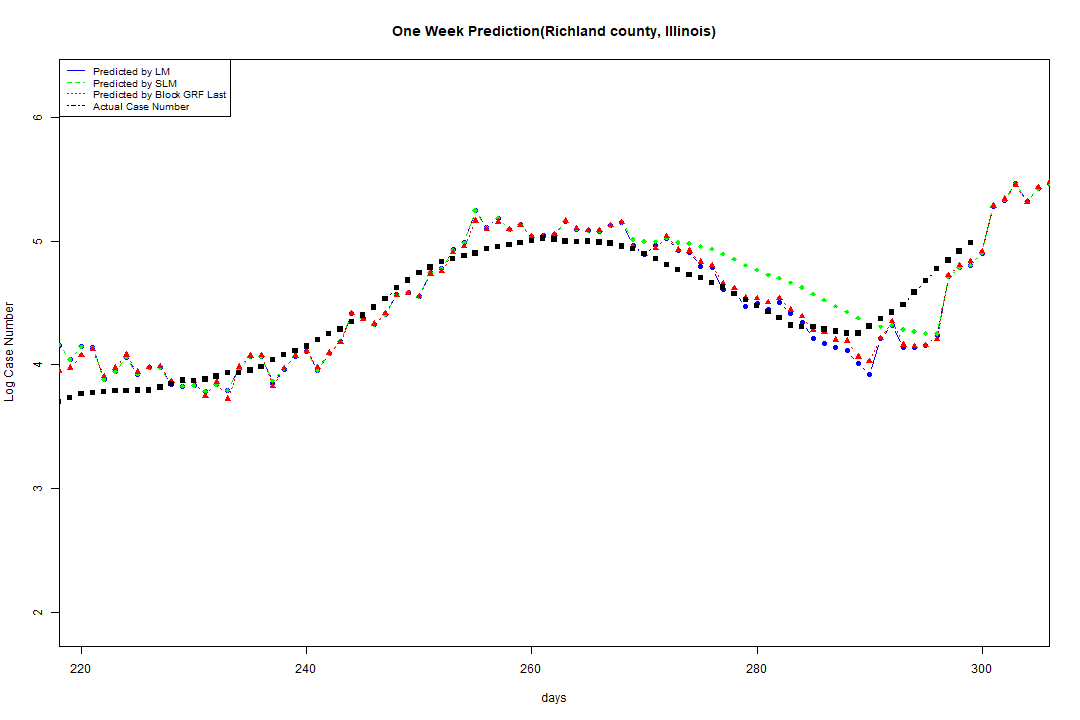 One Week Prediction(Richland county, Illinois)
Predicted by LM
Predicted by SLM
Predicted by Block GRF Last
Actual Case Number
6
5
4
3
2
Log Case Number
220 240 260 280 300
days